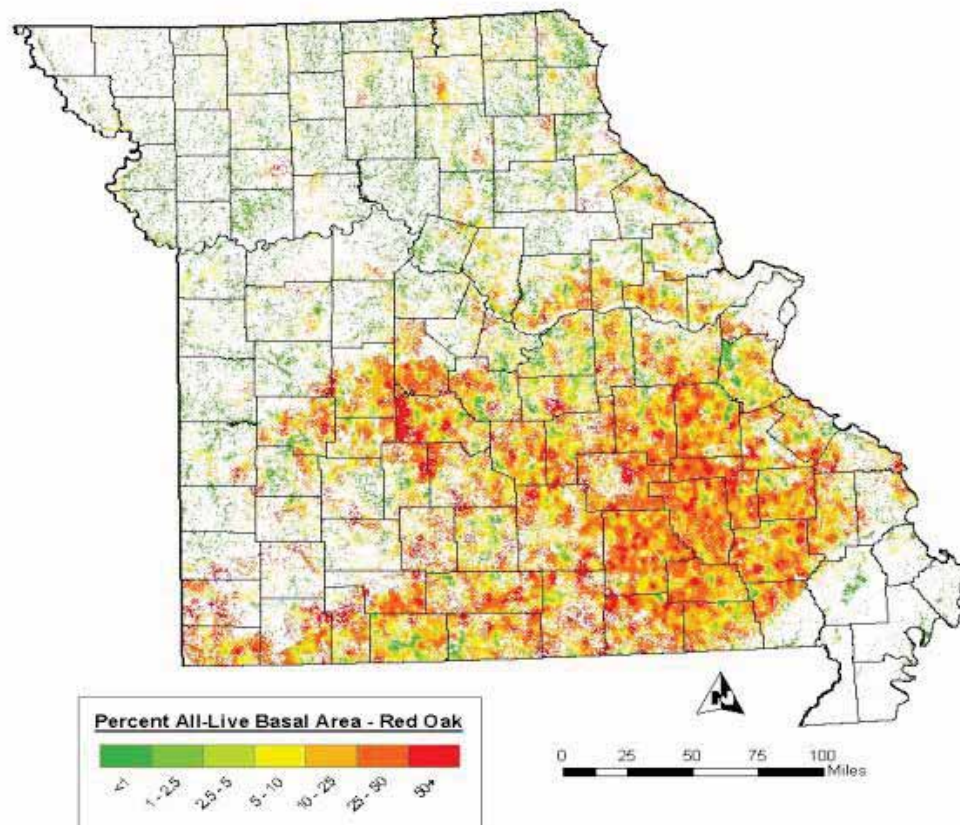 Percent All-Live Basal Area - Red Oak
<1 1 - 2.5 2.5 - 5 5 - 10 10 - 25 25 - 50 50+
N
0 25 50 75 100
Miles